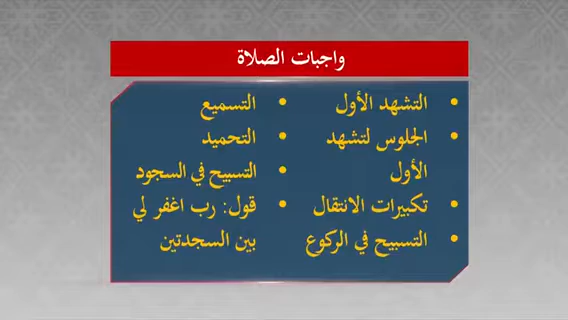 واجبات الصلاة
• التشهد الأول
• الجلوس لتشهد
الأول
• تكبيرات الانتقال
• التسبيح في الركوع
• التسميع
• التحميد
• التسبيح في السجود
• قول: رب اغفر لي
بين السجدتين